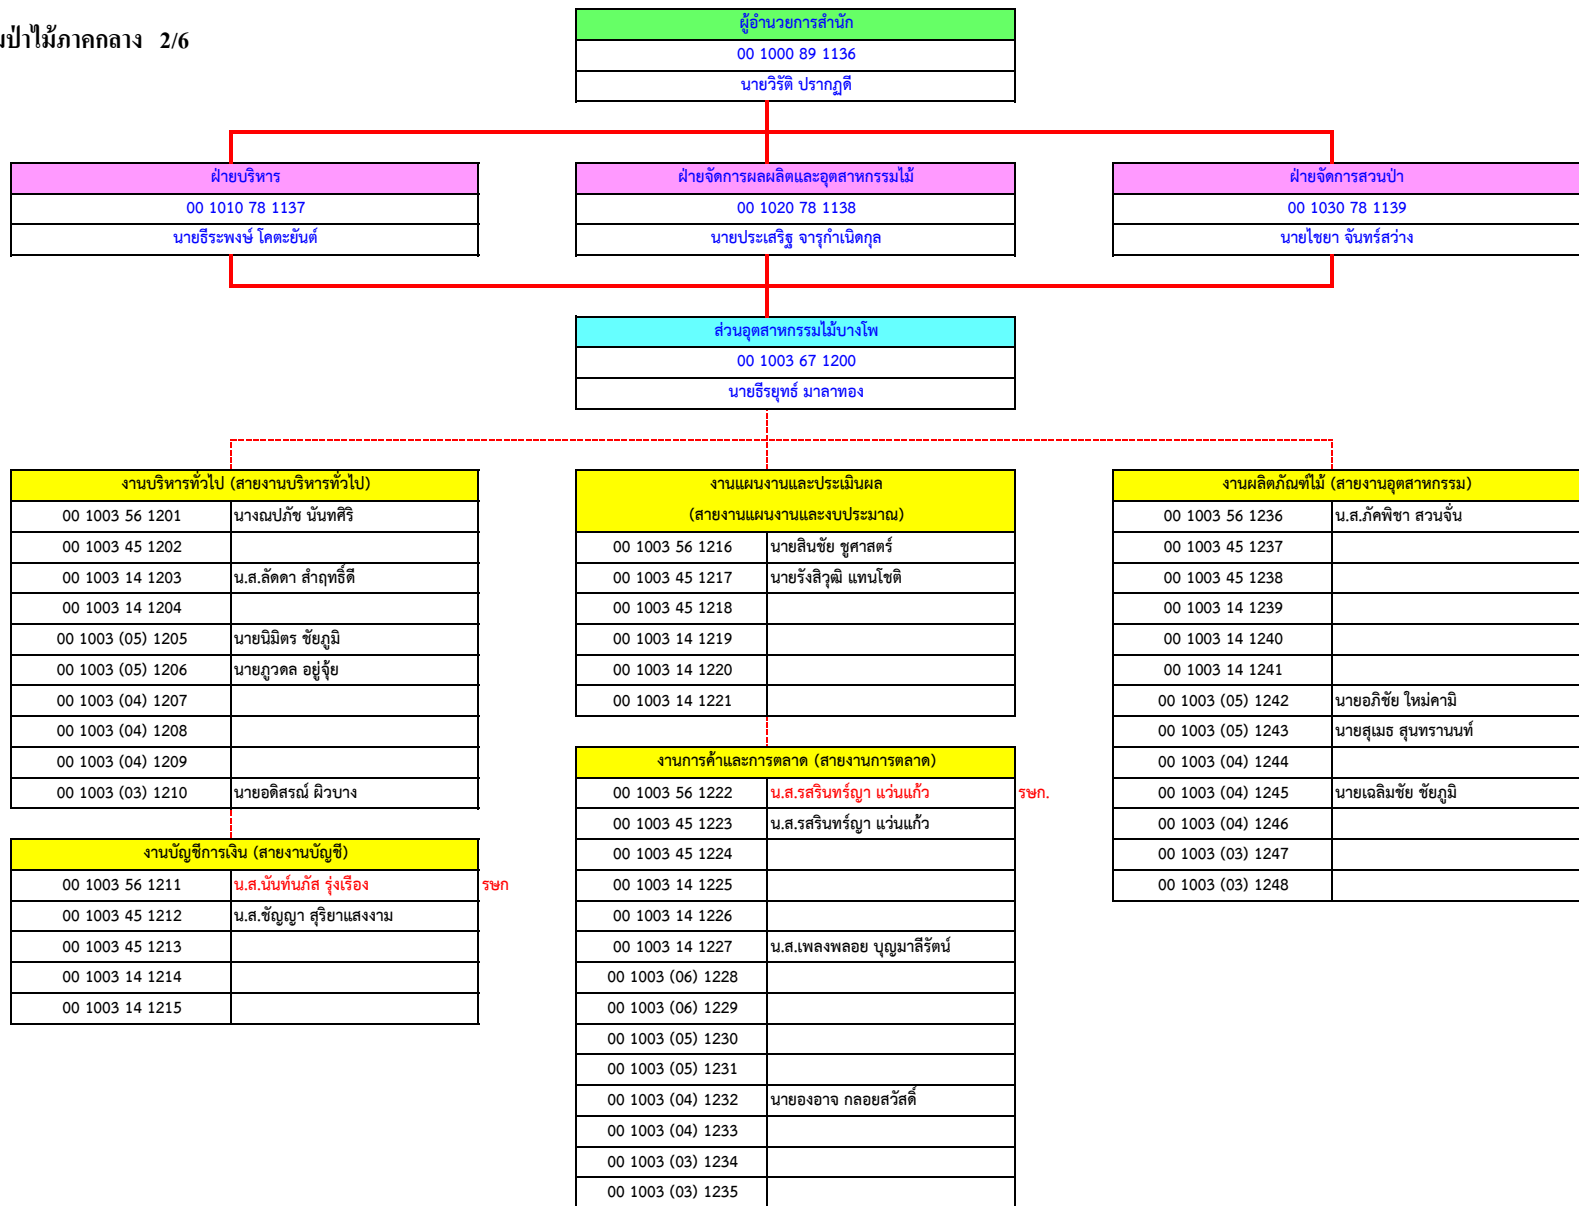 ป่าไม้ภาคกลาง 2/6
ผู้อำนวยการสำนัก
00 1000 89 1136
นายวิรัติ ปรากฏดี
ฝ่ายบริหาร
00 1010 78 1137
นายธีระพงษ์ โคตะยันต์
ฝ่ายจัดการผลผลิตและอุตสาหกรรมไม้
00 1020 78 1138
นายประเสริฐ จารุกำเนิดกุล
ฝ่ายจัดการสวนป่า
00 1030 78 1139
นายไชยา จันทร์สว่าง
ส่วนอุตสาหกรรมไม้บางโพ
00 1003 67 1200
นายธีรยุทธ์ มาลาทอง
งานบริหารทั่วไป (สายงานบริหารทั่วไป)
00 1003 56 1201 นางณปภัช นันทศิริ
00 1003 45 1202
00 1003 14 1203 น.ส.ลัดดา สำฤทธิ์ดี
00 1003 14 1204
00 1003 (05) 1205 นายนิมิตร ชัยภูมิ
00 1003 (05) 1206 นายภูวดล อยู่จุ้ย
00 1003 (04) 1207
00 1003 (04) 1208
00 1003 (04) 1209
00 1003 (03) 1210 นายอดิสรณ์ ผิวบาง
งานบัญชีการเงิน (สายงานบัญชี)
00 1003 56 1211 น.ส.นันท์นภัส รุ่งเรือง รษก
00 1003 45 1212 น.ส.ชัญญา สุริยาแสงงาม
00 1003 45 1213
00 1003 14 1214
00 1003 14 1215
งานแผนงานและประเมินผล
(สายงานแผนงานและงบประมาณ)
00 1003 56 1216 นายสินชัย ชูศาสตร์
00 1003 45 1217 นายรังสิวุฒิ แทนโชติ
00 1003 45 1218
00 1003 14 1219
00 1003 14 1220
00 1003 14 1221
งานการค้าและการตลาด (สายงานการตลาด)
00 1003 56 1222 น.ส.รสรินทร์ญา แว่นแก้ว รษก.
00 1003 45 1223 น.ส.รสรินทร์ญา แว่นแก้ว
00 1003 45 1224
00 1003 14 1225
00 1003 14 1226
00 1003 14 1227 น.ส.เพลงพลอย บุญมาลีรัตน์
00 1003 (06) 1228
00 1003 (06) 1229
00 1003 (05) 1230
00 1003 (05) 1231
00 1003 (04) 1232 นายองอาจ กลอยสวัสดิ์
00 1003 (04) 1233
00 1003 (03) 1234
00 1003 (03) 1235
งานผลิตภัณฑ์ไม้ (สายงานอุตสาหกรรม)
00 1003 56 1236 น.ส.ภัคพิชา สวนจั่น
00 1003 45 1237
00 1003 45 1238
00 1003 14 1239
00 1003 14 1240
00 1003 14 1241
00 1003 (05) 1242 นายอภิชัย ใหม่คามิ
00 1003 (05) 1243 นายสุเมธ สุนทรานนท์
00 1003 (04) 1244
00 1003 (04) 1245 นายเฉลิมชัย ชัยภูมิ
00 1003 (04) 1246
00 1003 (03) 1247
00 1003 (03) 1248